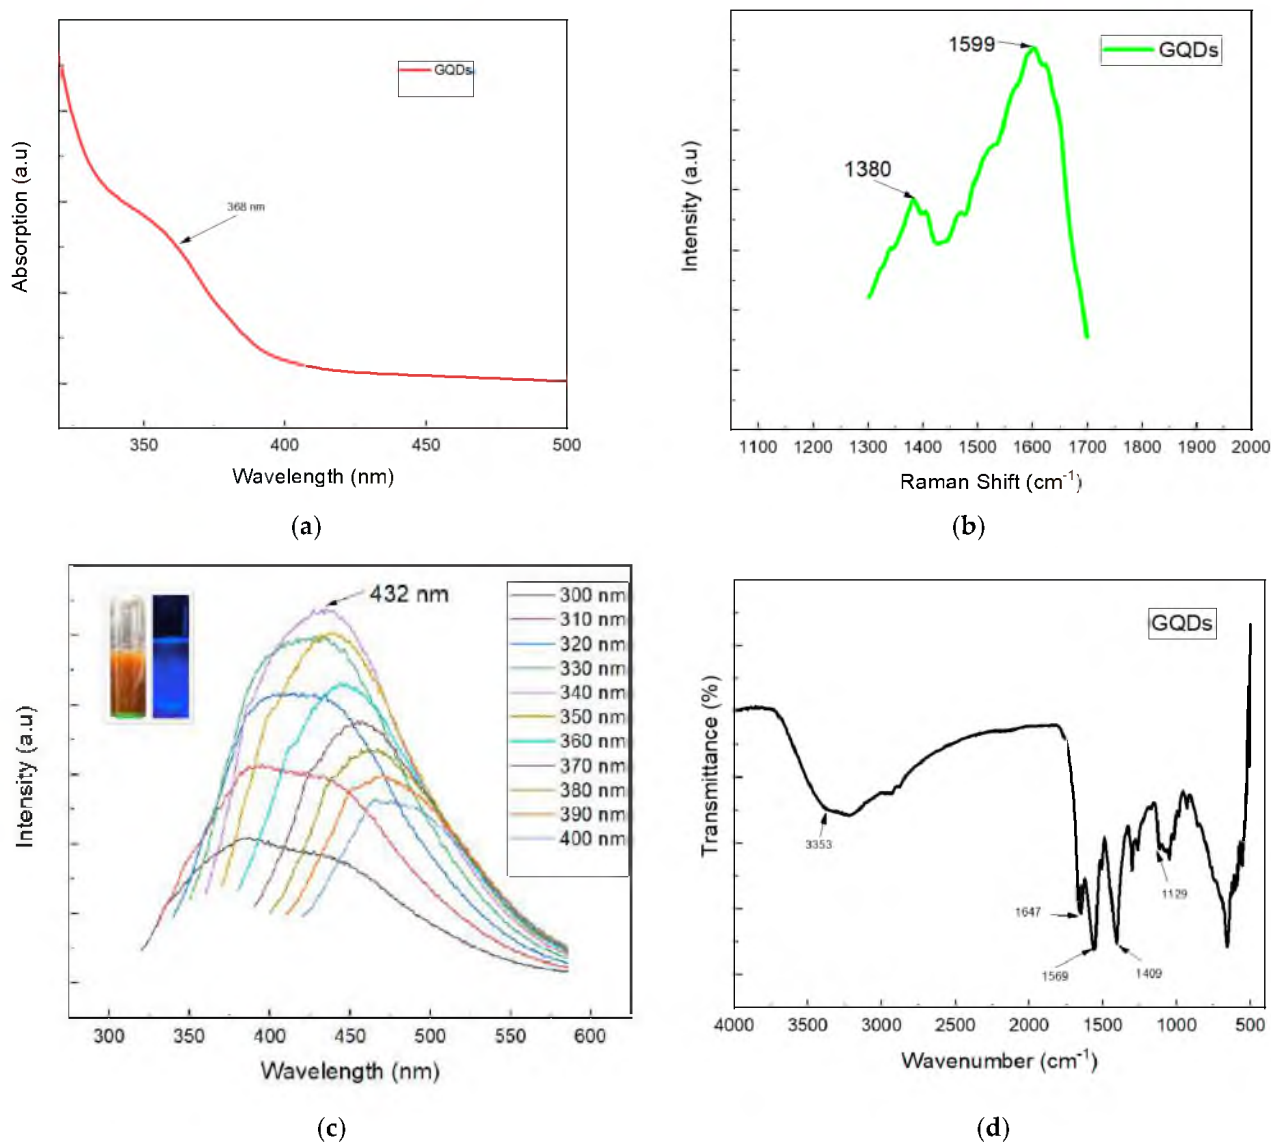 GQDs
368 nm
Absorption (a.u)
350
400
450
500
Wavelength (nm)
(a)
1599
GQDs
1380
Intensity (a.u)
1100
1200
1300
1400
1500
1600
1700
1800
1900
2000
Raman Shift (cm⁻¹)
(b)
432 nm
300 nm
310 nm
320 nm
330 nm
340 nm
350 nm
360 nm
370 nm
380 nm
390 nm
400 nm
Intensity (a.u)
300
350
400
450
500
550
600
Wavelength (nm)
(c)
GQDs
Transmittance (%)
3353
1647
1569
1409
1129
4000
3500
3000
2500
2000
1500
1000
500
Wavenumber (cm⁻¹)
(d)